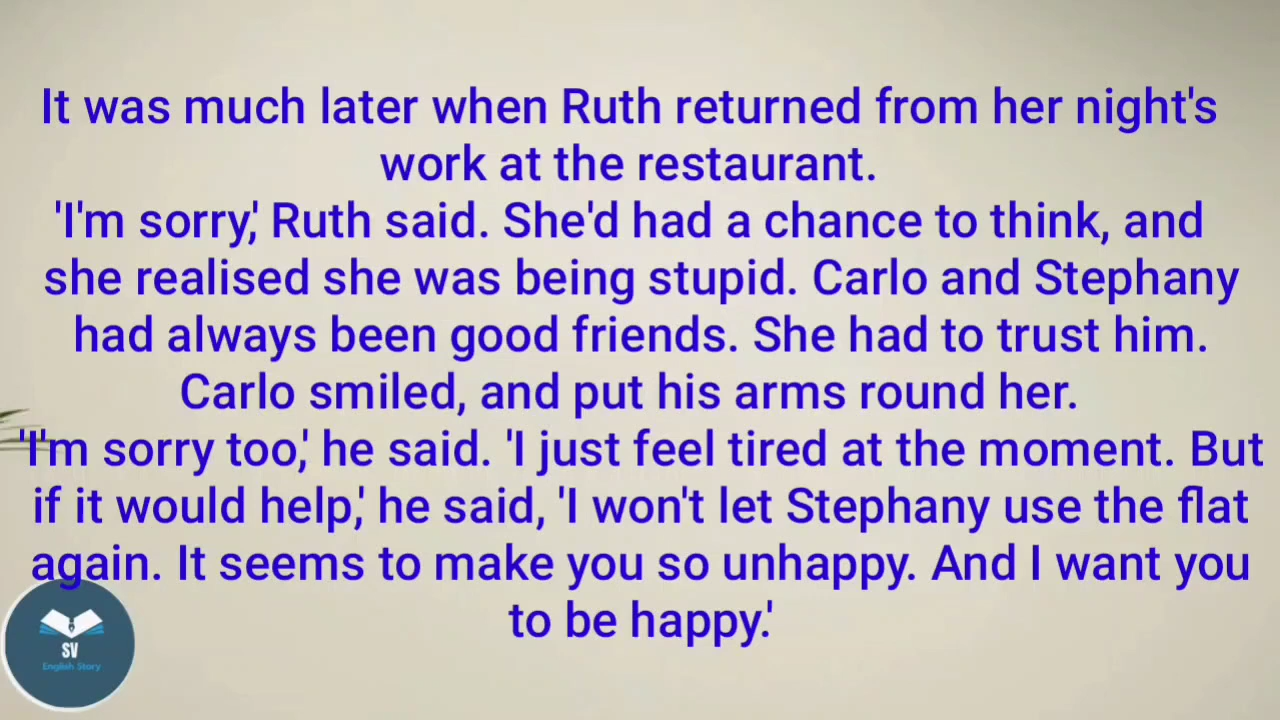 It was much later when Ruth returned from her night's
work at the restaurant.
'I'm sorry,' Ruth said. She'd had a chance to think, and
she realised she was being stupid. Carlo and Stephany
had always been good friends. She had to trust him.
Carlo smiled, and put his arms round her.
'I'm sorry too,' he said. 'I just feel tired at the moment. But
if it would help,' he said, 'I won't let Stephany use the flat
again. It seems to make you so unhappy. And I want you
to be happy.'
SV
English Story